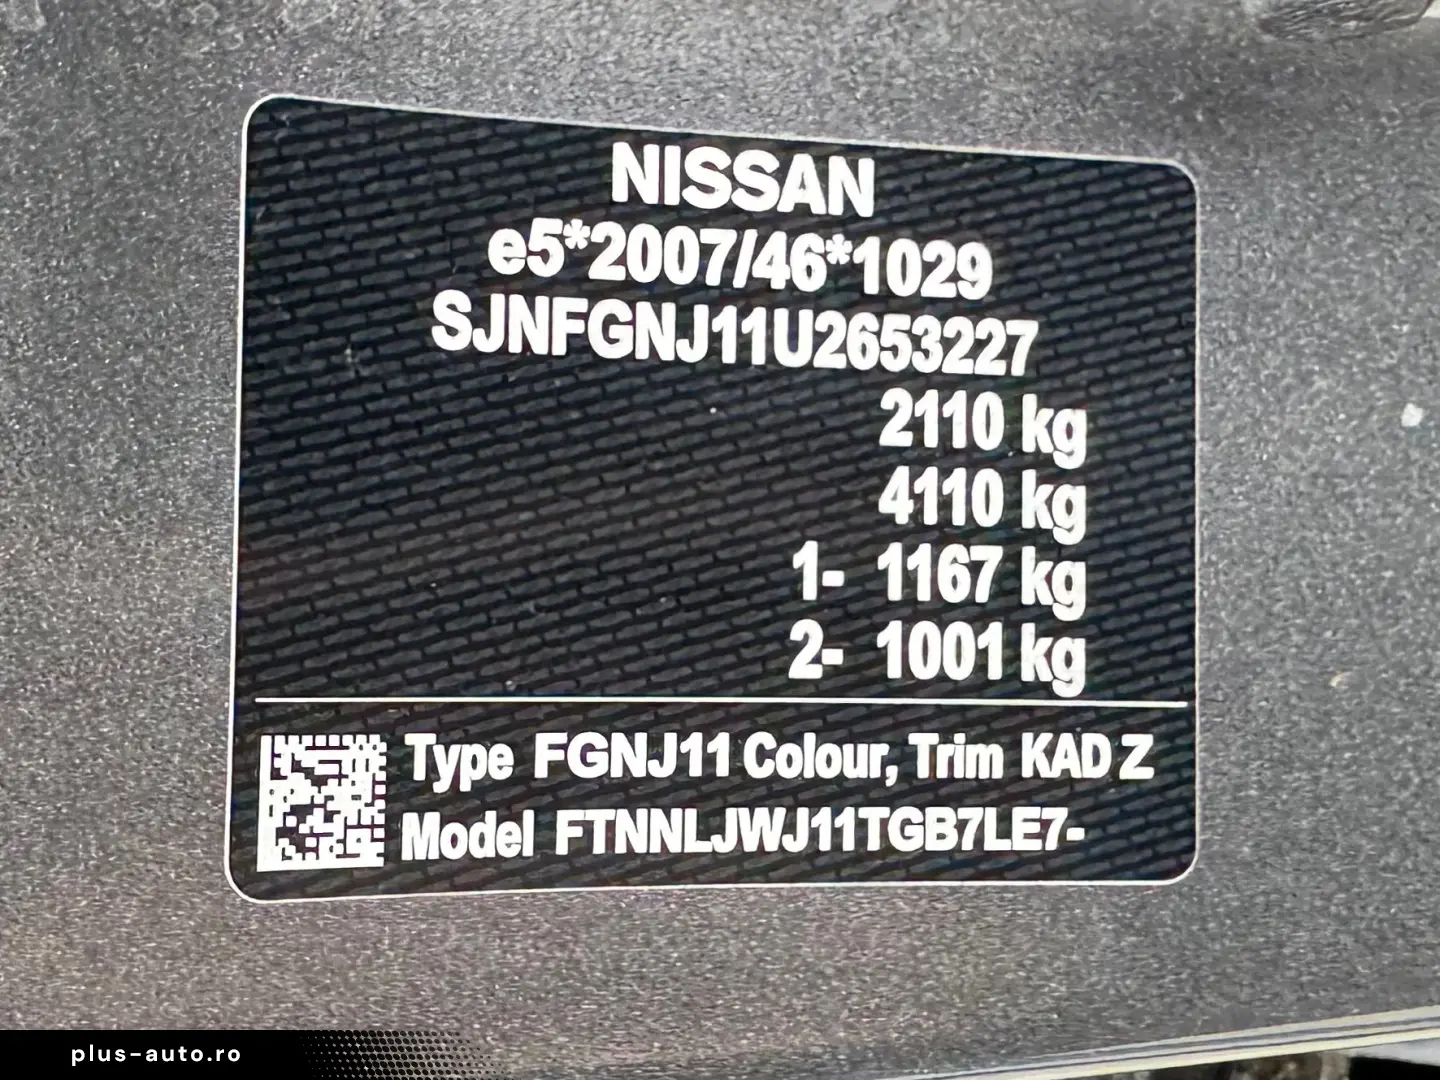 NISSAN
e5*2007/46*1029
SJNFGNJ11U2653227
2110 kg
4110 kg
1- 1167 kg
2- 1001 kg
Type FGNJ11 Colour, Trim KAD Z
Model FTNNLJWJ11TGB7LE7-
plus-auto.ro